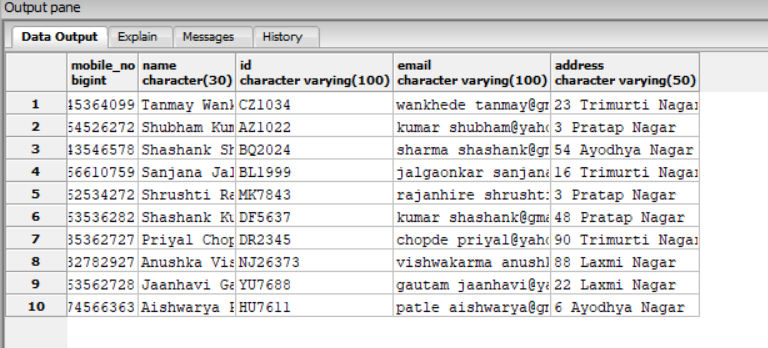 Output pane
Data Output Explain Messages History
mobile_no name id email address
bigint character(30) character varying(100) character varying(100) character varying(50)
1 45364099 Tanmay Wank CZ1034 wankhede tanmay@gm 23 Trimurti Nagar
2 54526272 Shubham Kum AZ1022 kumar shubham@yaho 3 Pratap Nagar
3 43546578 Shashank Sh BQ2024 sharma shashank@gm 54 Ayodhya Nagar
4 56610759 Sanjana Jal BL1999 jalgaonkar sanjana 16 Trimurti Nagar
5 52534272 Shrushti Ra MK7843 rajanhire shrushti 3 Pratap Nagar
6 53536282 Shashank Ku DF5637 kumar shashank@gma 48 Pratap Nagar
7 35362727 Priyal Chop DR2345 chopde priyal@yaho 90 Trimurti Nagar
8 32782927 Anushka Vis NJ26373 vishwakarma anush 88 Laxmi Nagar
9 53562728 Jaanhavi Ga YU7688 gautam jaanhavi@ya 22 Laxmi Nagar
10 74566363 Aishwarya HU7611 patle aishwarya@gm 6 Ayodhya Nagar